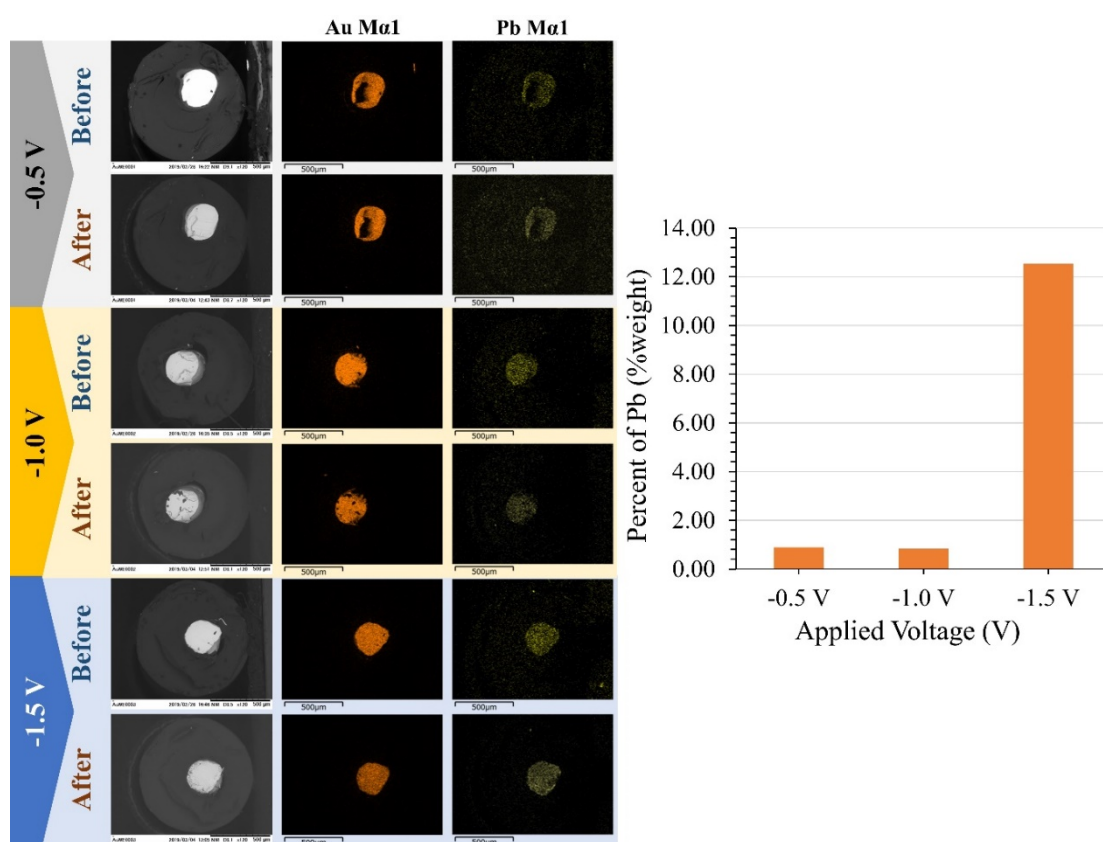 Au Mα1
Pb Mα1
-0.5 V
Before
500µm
500µm
After
500µm
500µm
-1.0 V
Before
500µm
500µm
After
500µm
500µm
-1.5 V
Before
500µm
500µm
After
500µm
500µm
Percent of Pb (%weight)
14.00
12.00
10.00
8.00
6.00
4.00
2.00
0.00
-0.5 V
-1.0 V
-1.5 V
Applied Voltage (V)